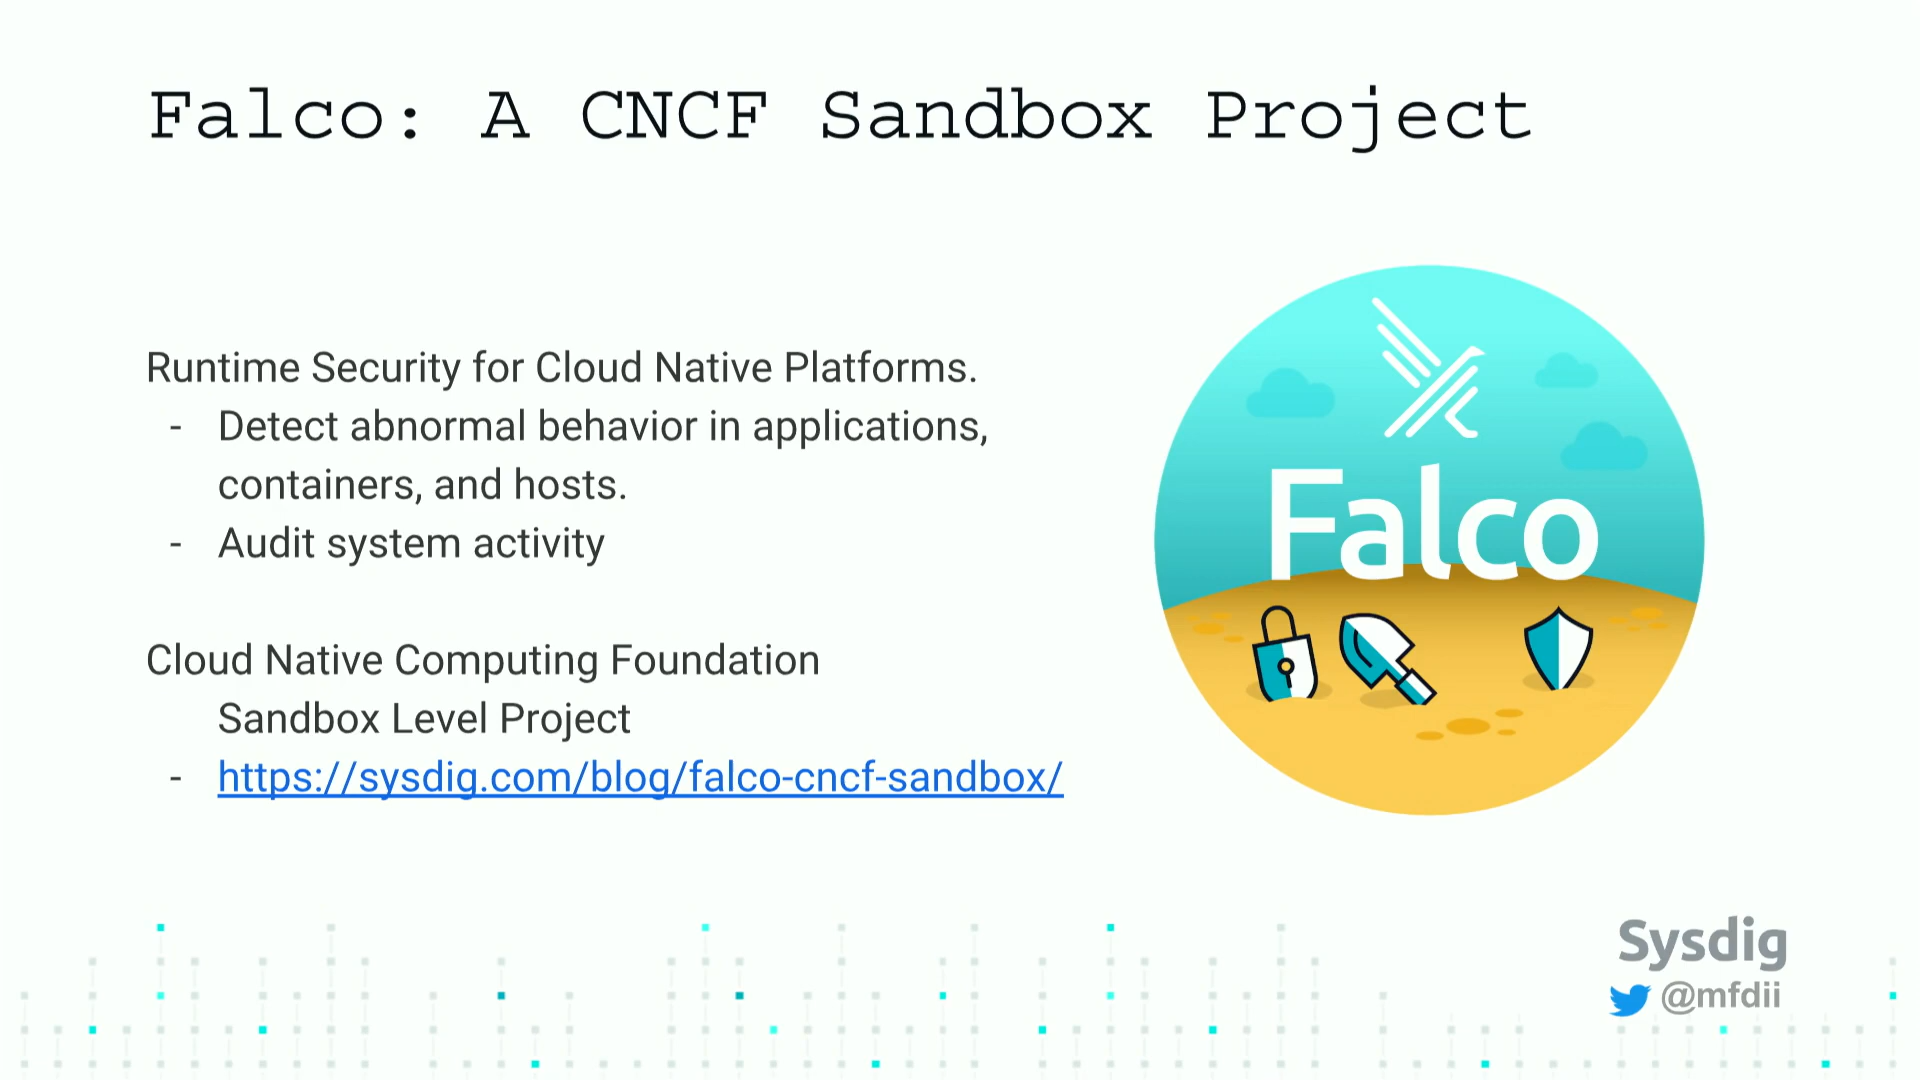 Falco: A CNCF Sandbox Project
Runtime Security for Cloud Native Platforms.
- Detect abnormal behavior in applications,
containers, and hosts.
- Audit system activity
Cloud Native Computing Foundation
Sandbox Level Project
- https://sysdig.com/blog/falco-cncf-sandbox/
Falco
Sysdig
@mfdii